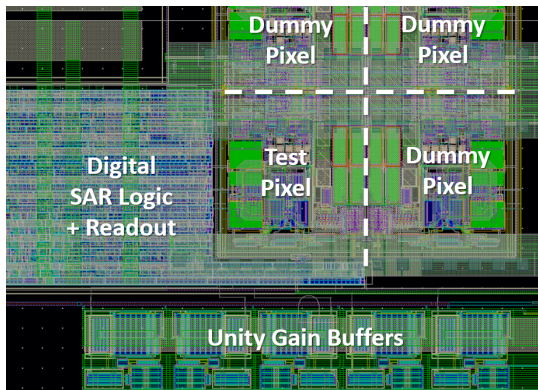 Dummy
Pixel
Dummy
Pixel
Digital
SAR Logic
+ Readout
Test
Pixel
Dummy
Pixel
Unity Gain Buffers